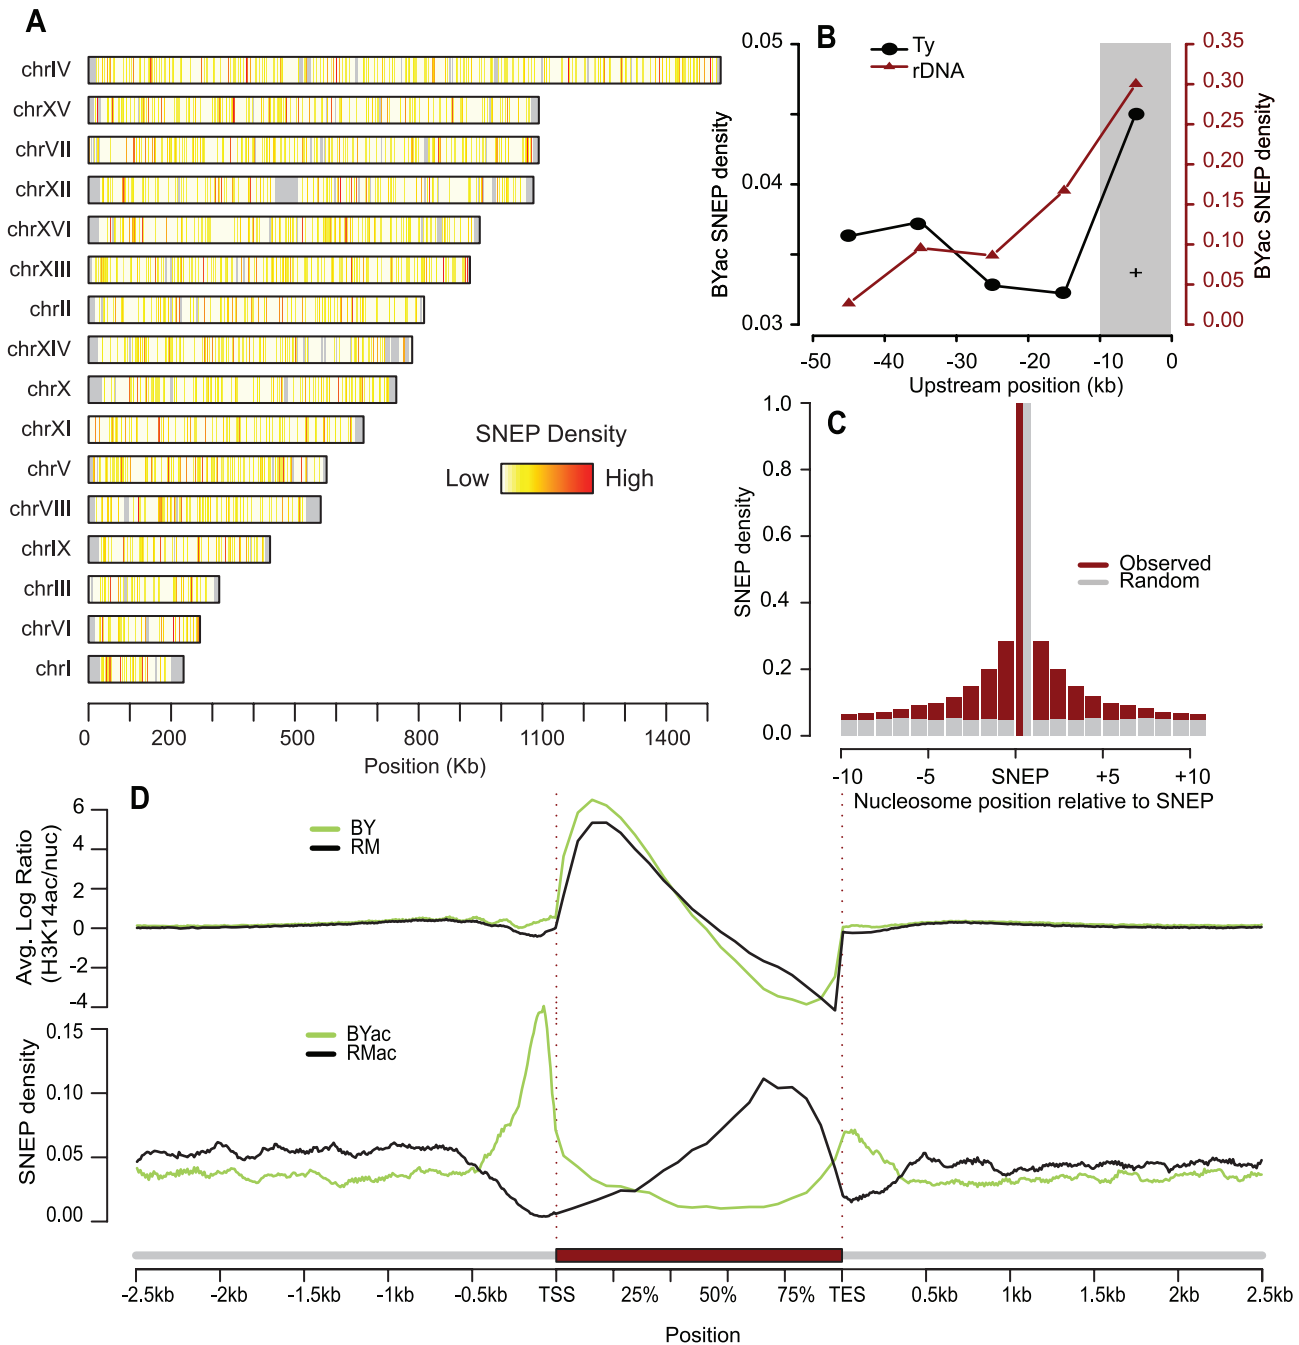 A
chrIV
chrXV
chrVII
chrXII
chrXVI
chrXIII
chrII
chrXIV
chrX
chrXI
chrV
chrVIII
chrIX
chrIII
chrVI
chrI
SNEP Density
Low High
0 200 500 800 1100 1400
Position (Kb)
B
Ty
rDNA
0.05
0.04
0.03
BYac SNEP density
0.35
0.30
0.25
0.20
0.15
0.10
0.05
0.00
BYac SNEP density
+
-50 -40 -30 -20 -10 0
Upstream position (kb)
C
1.0
0.8
0.6
0.4
0.2
0.0
SNEP density
Observed
Random
-10 -5 SNEP +5 +10
Nucleosome position relative to SNEP
D
6
4
2
0
-2
-4
Avg. Log Ratio
(H3K14ac/nuc)
BY
RM
0.15
0.10
0.05
0.00
SNEP density
BYac
RMac
-2.5kb -2kb -1.5kb -1kb -0.5kb TSS 25% 50% 75% TES 0.5kb 1kb 1.5kb 2kb 2.5kb
Position